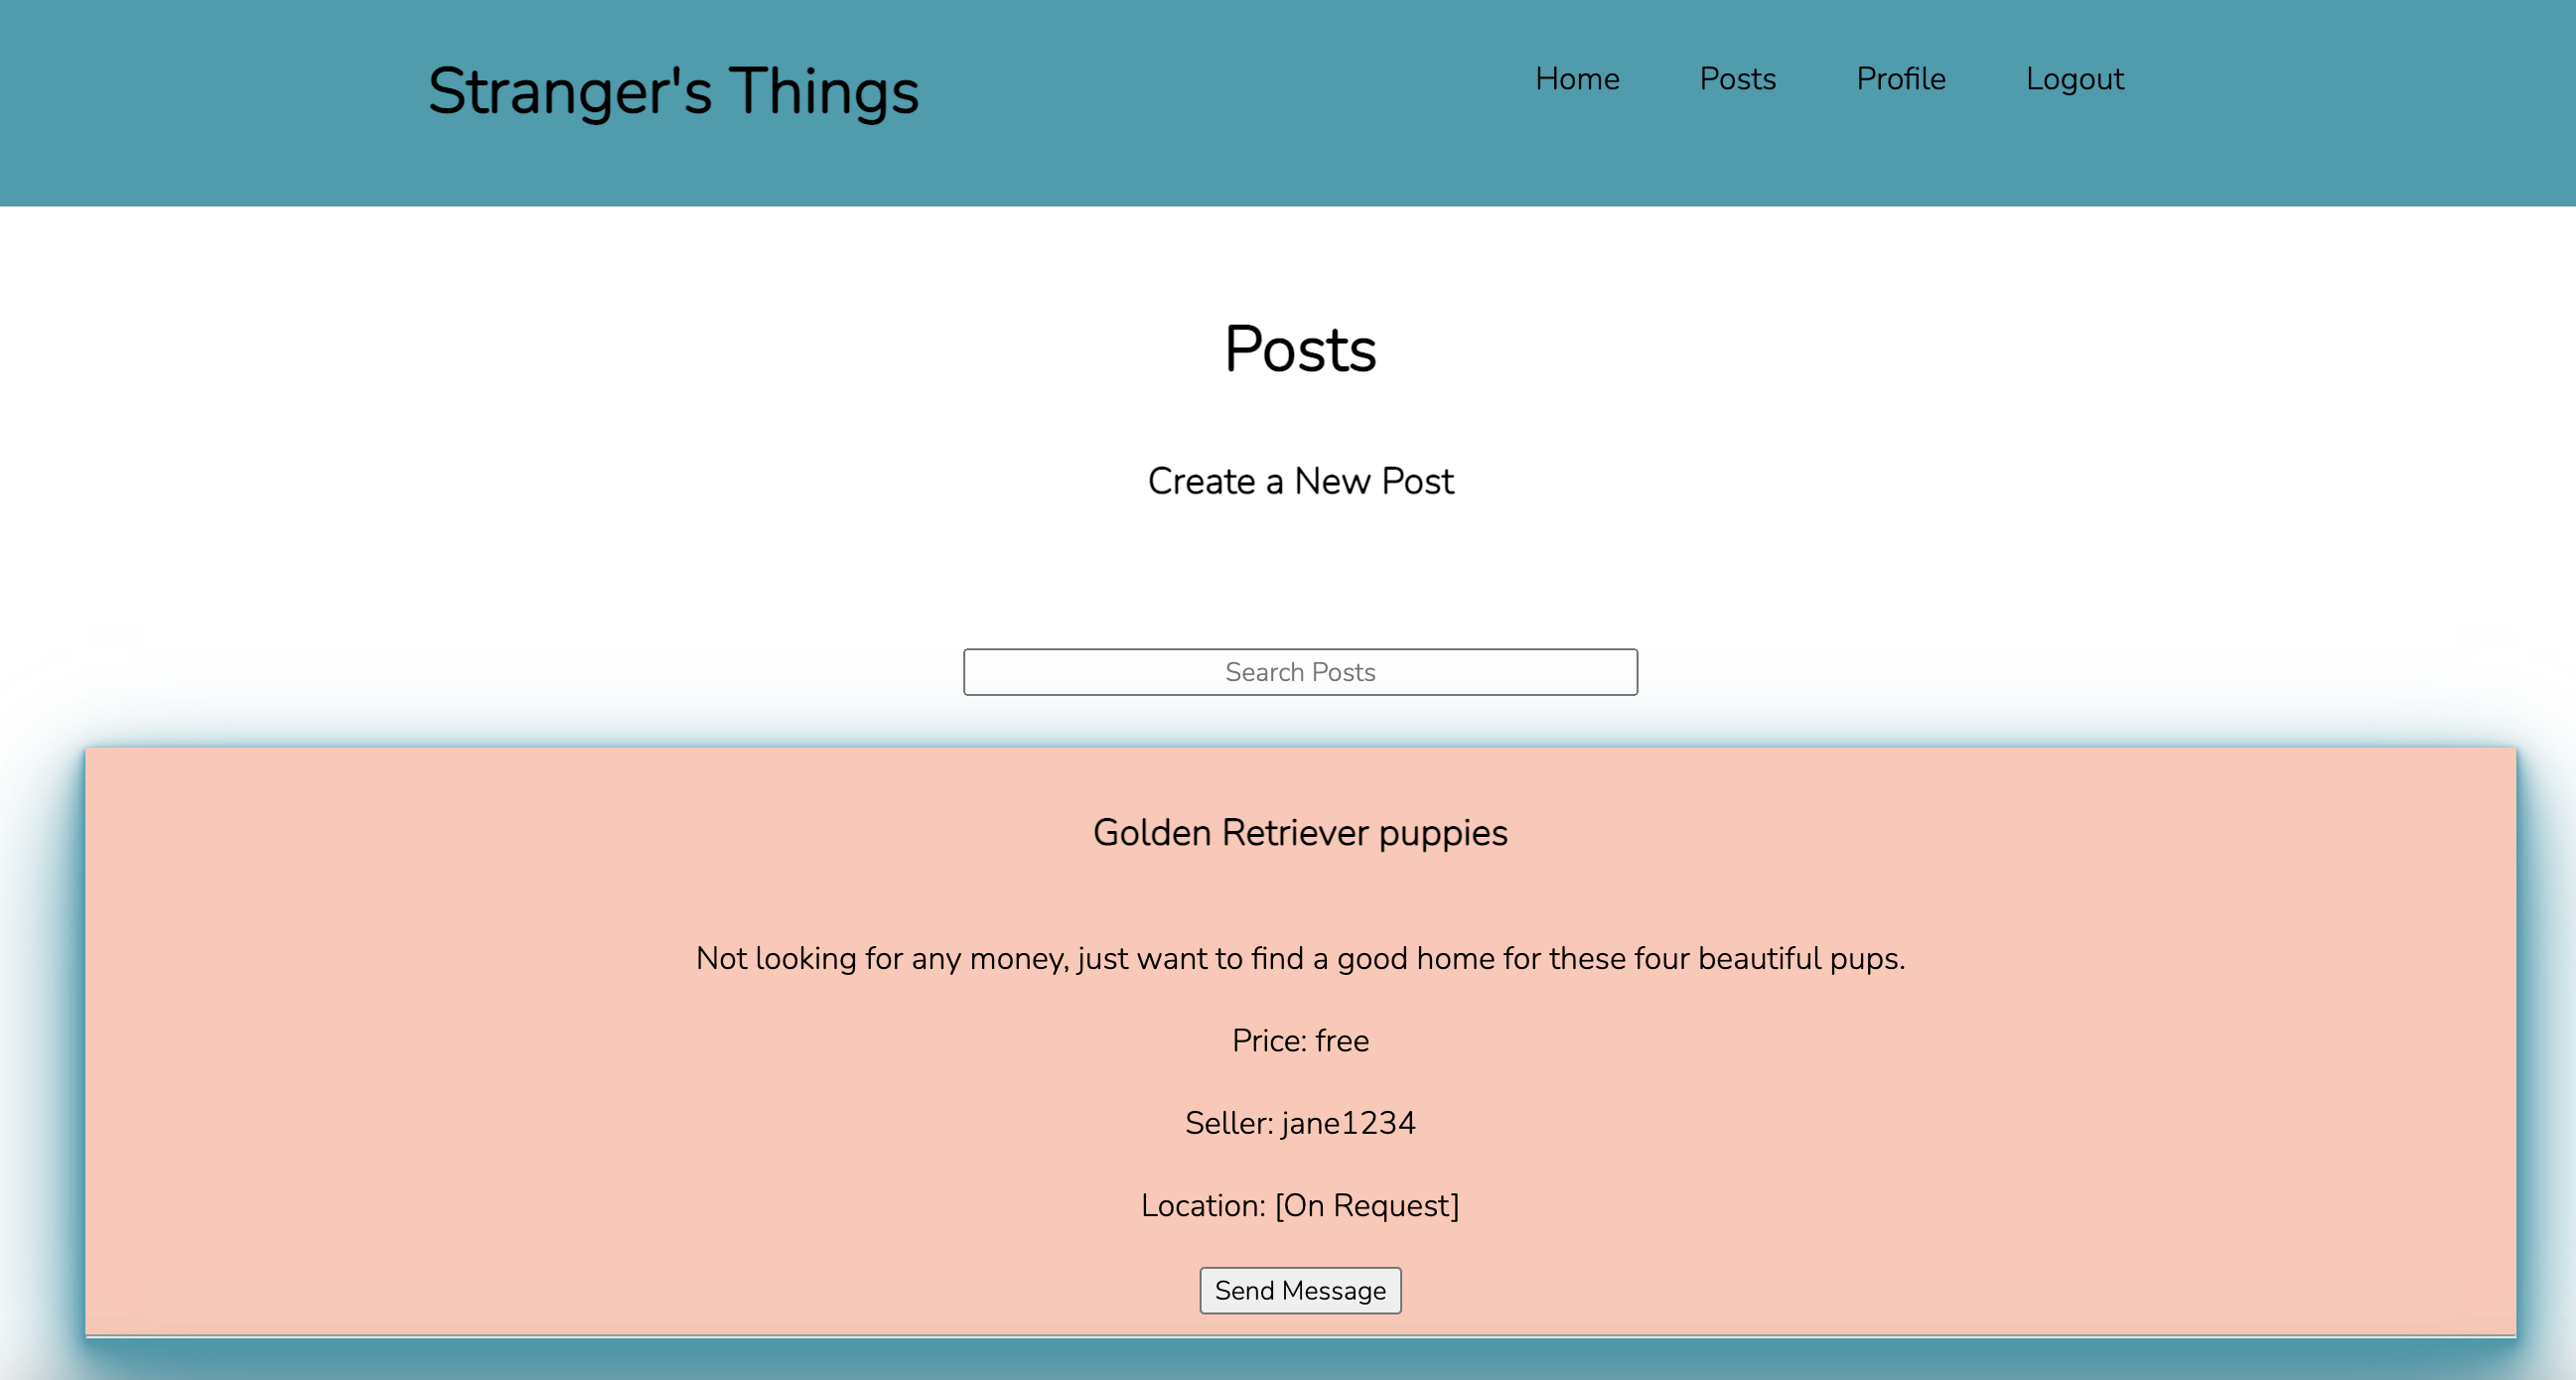 Stranger's Things
Home Posts Profile Logout
Posts
Create a New Post
Search Posts
Golden Retriever puppies
Not looking for any money, just want to find a good home for these four beautiful pups.
Price: free
Seller: jane1234
Location: [On Request]
Send Message